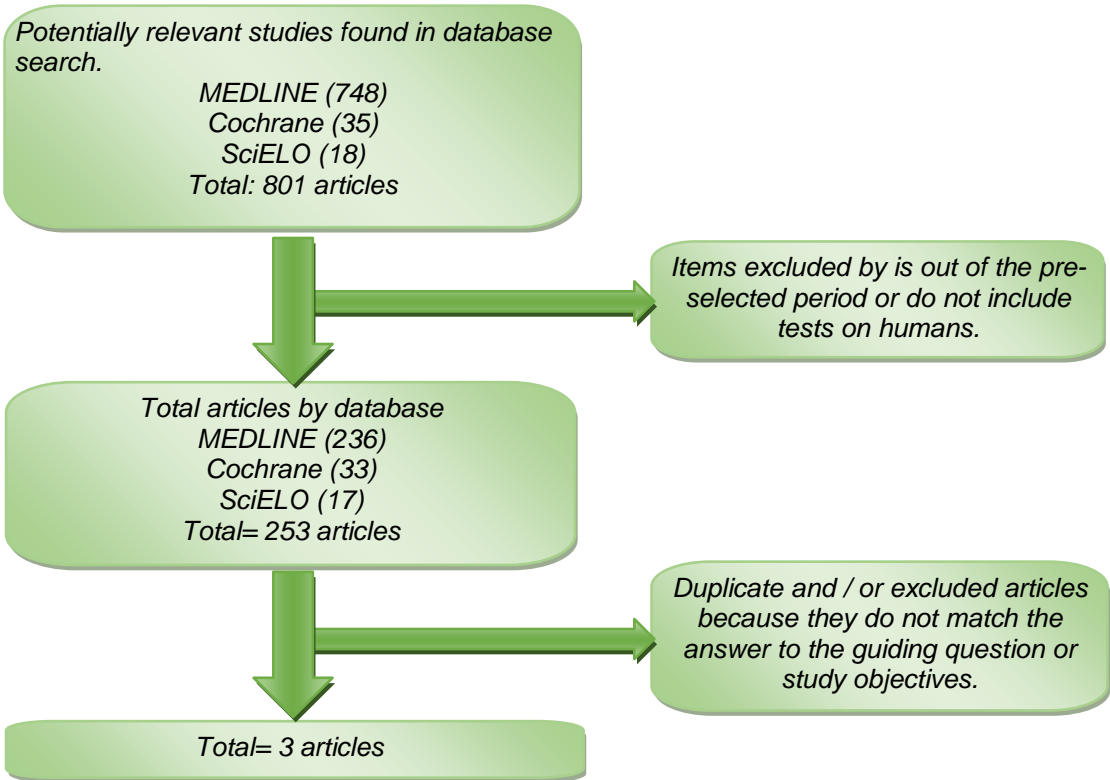 Potentially relevant studies found in database
search.
MEDLINE (748)
Cochrane (35)
SciELO (18)
Total: 801 articles
Items excluded by is out of the pre-
selected period or do not include
tests on humans.
Total articles by database
MEDLINE (236)
Cochrane (33)
SciELO (17)
Total= 253 articles
Duplicate and / or excluded articles
because they do not match the
answer to the guiding question or
study objectives.
Total= 3 articles